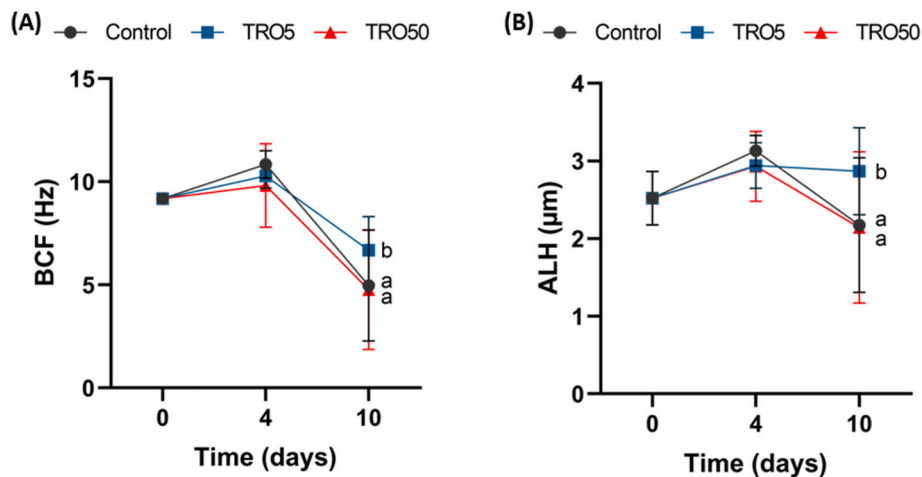 (A)
Control TRO5 TRO50
15
10
5
0
BCF (Hz)
b
a
a
0 4 10
Time (days)
(B)
Control TRO5 TRO50
4
3
2
1
0
ALH (μm)
b
a
a
0 4 10
Time (days)